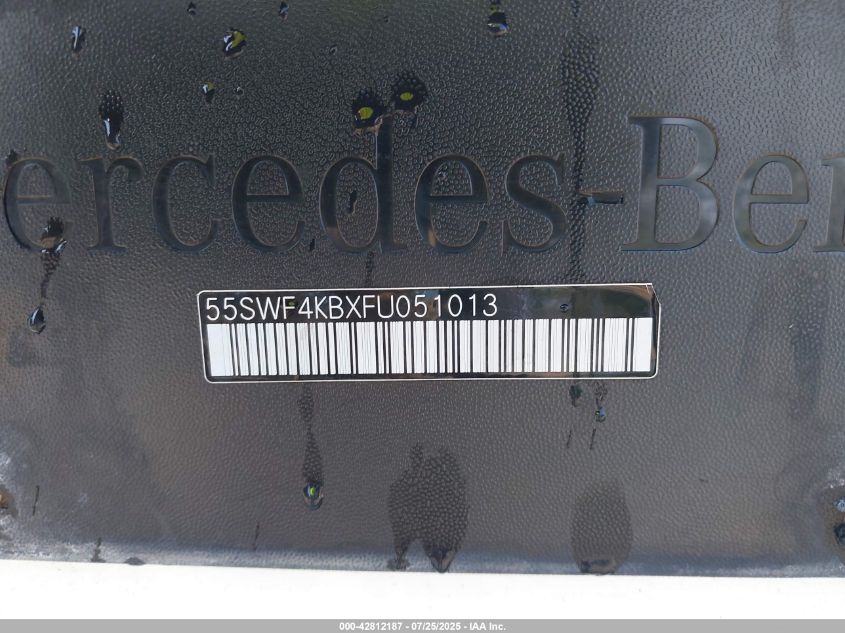 ercedes-Ben
55SWF4KBXFU051013
000-42812187 - 07/25/2025 - IAA Inc.